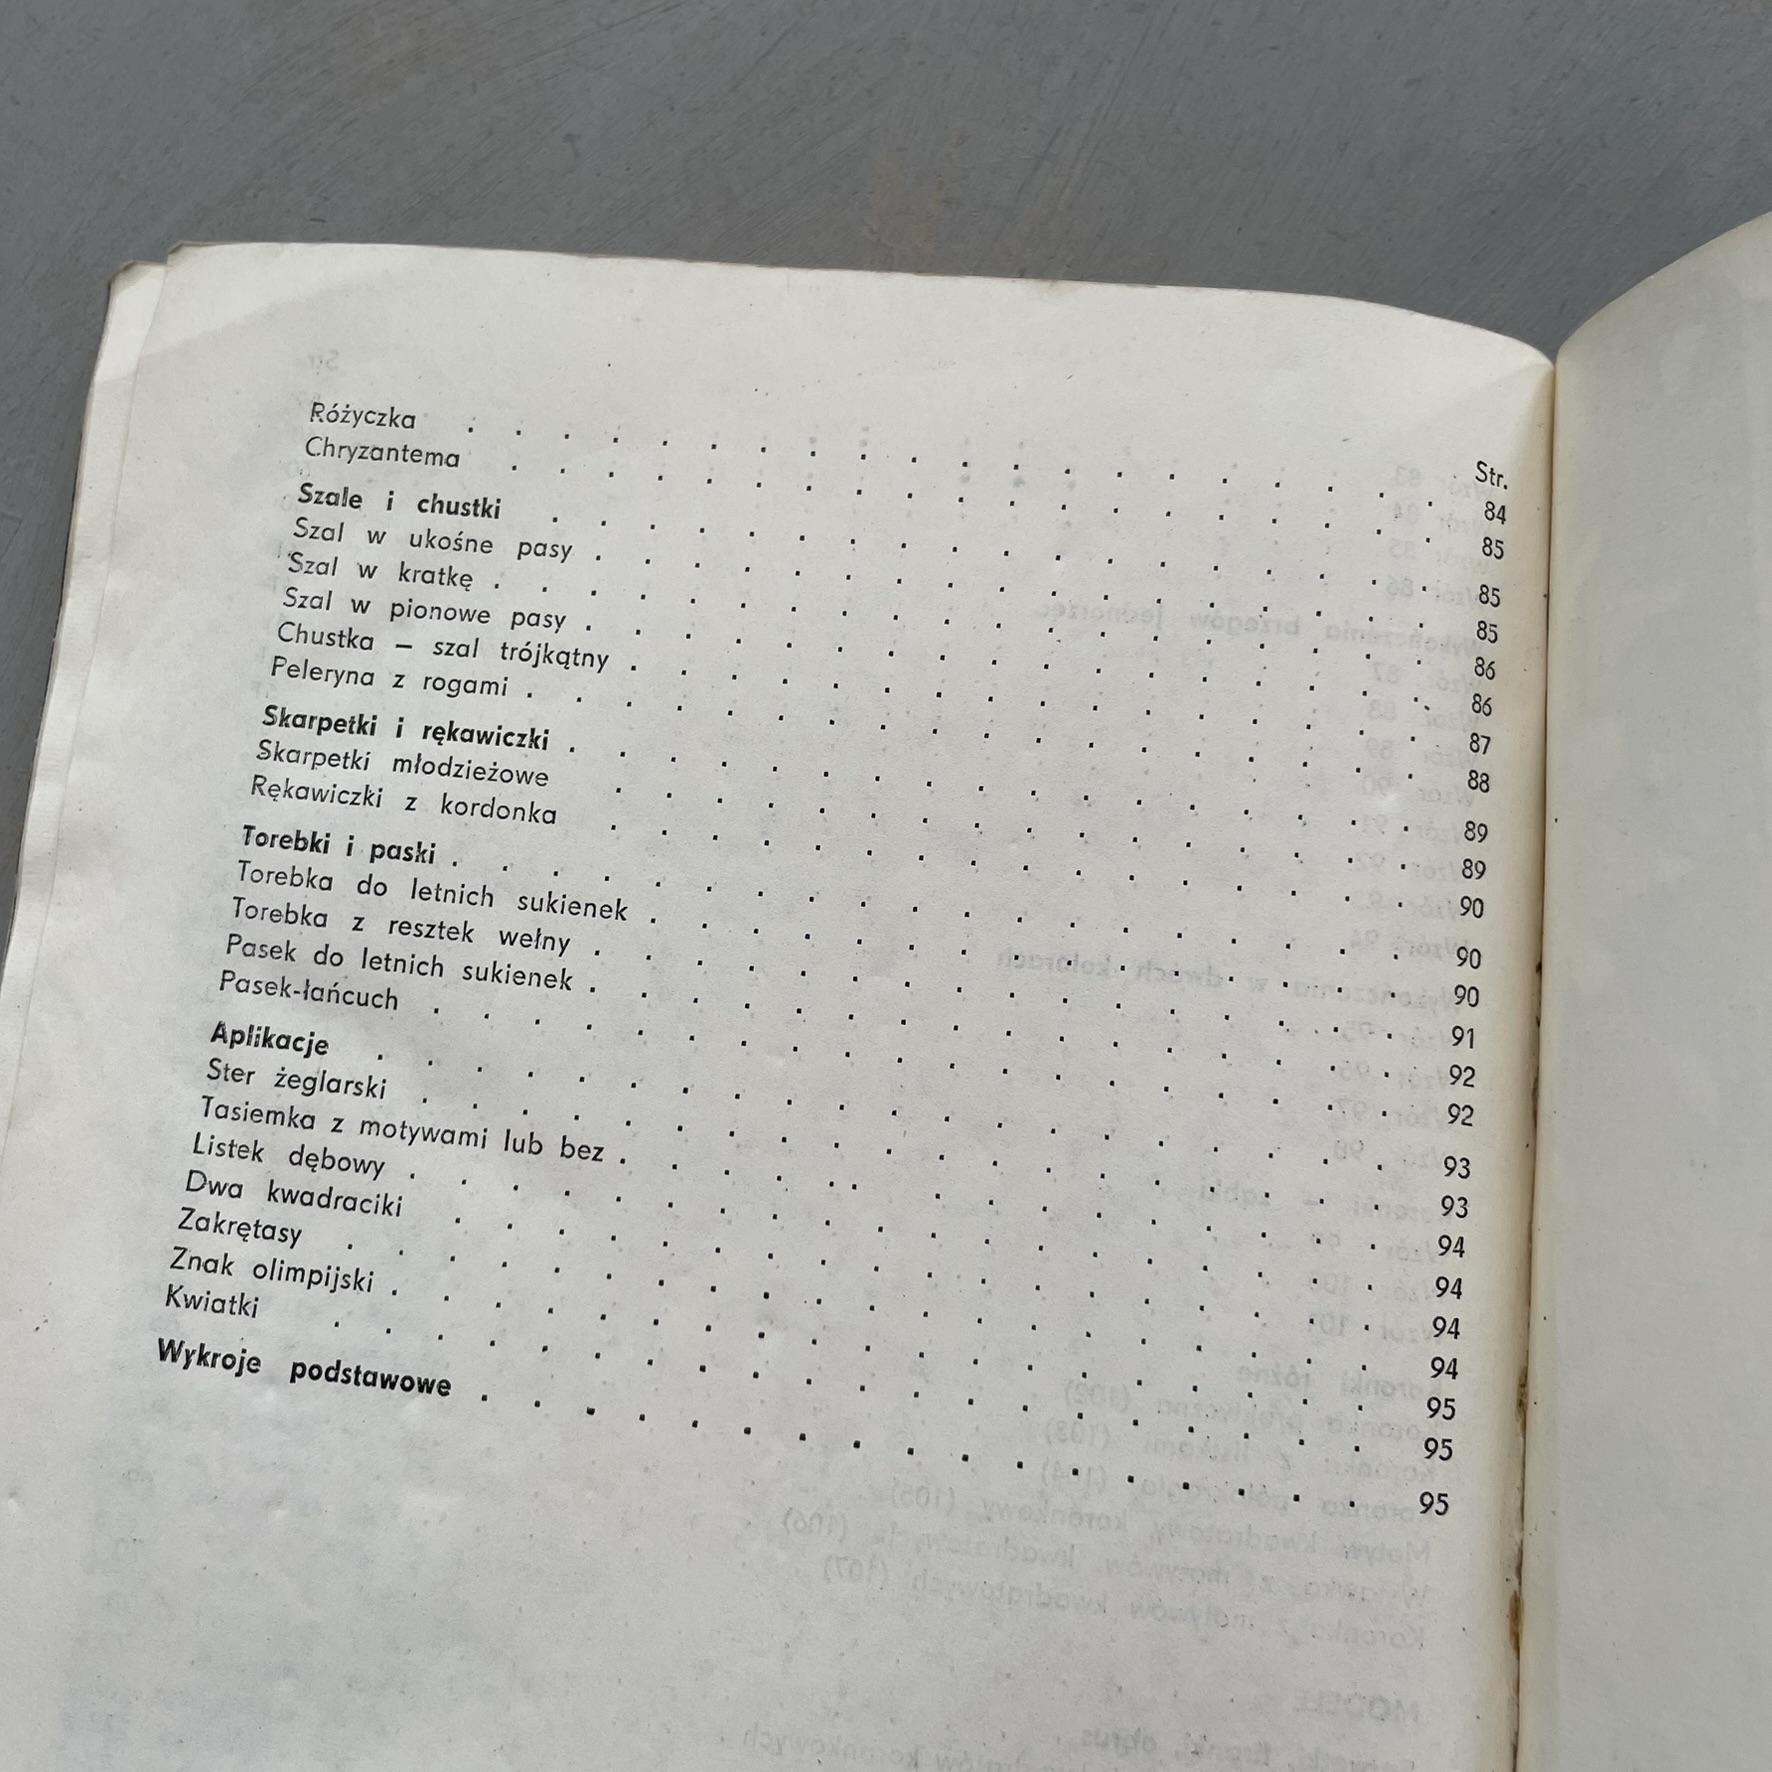 Str.
Różyczka . . . . . . . . . . . . . . . . . . . . 84
Chryzantema . . . . . . . . . . . . . . . . . . . 85
Szale i chustki . . . . . . . . . . . . . . . . . . 85
Szal w ukośne pasy . . . . . . . . . . . . . . . . . 85
Szal w kratkę . . . . . . . . . . . . . . . . . . . 86
Szal w pionowe pasy . . . . . . . . . . . . . . . . . 86
Chustka – szal trójkątny . . . . . . . . . . . . . . . . 87
Peleryna z rogami . . . . . . . . . . . . . . . . . . 88
Skarpetki i rękawiczki . . . . . . . . . . . . . . . . . 89
Skarpetki młodzieżowe . . . . . . . . . . . . . . . . 89
Rękawiczki z kordonka . . . . . . . . . . . . . . . . 90
Torebki i paski . . . . . . . . . . . . . . . . . . . 90
Torebka do letnich sukienek . . . . . . . . . . . . . . . 90
Torebka z resztek wełny . . . . . . . . . . . . . . . . 91
Pasek do letnich sukienek . . . . . . . . . . . . . . . . 92
Pasek-łańcuch . . . . . . . . . . . . . . . . . . . 92
Aplikacje . . . . . . . . . . . . . . . . . . . . 93
Ster żeglarski . . . . . . . . . . . . . . . . . . . 93
Tasiemka z motywami lub bez . . . . . . . . . . . . . . . 94
Listek dębowy . . . . . . . . . . . . . . . . . . . 94
Dwa kwadraciki . . . . . . . . . . . . . . . . . . 94
Zakrętasy . . . . . . . . . . . . . . . . . . . . 94
Znak olimpijski . . . . . . . . . . . . . . . . . . . 95
Kwiatki . . . . . . . . . . . . . . . . . . . . 95
Wykroje podstawowe . . . . . . . . . . . . . . . . . 95